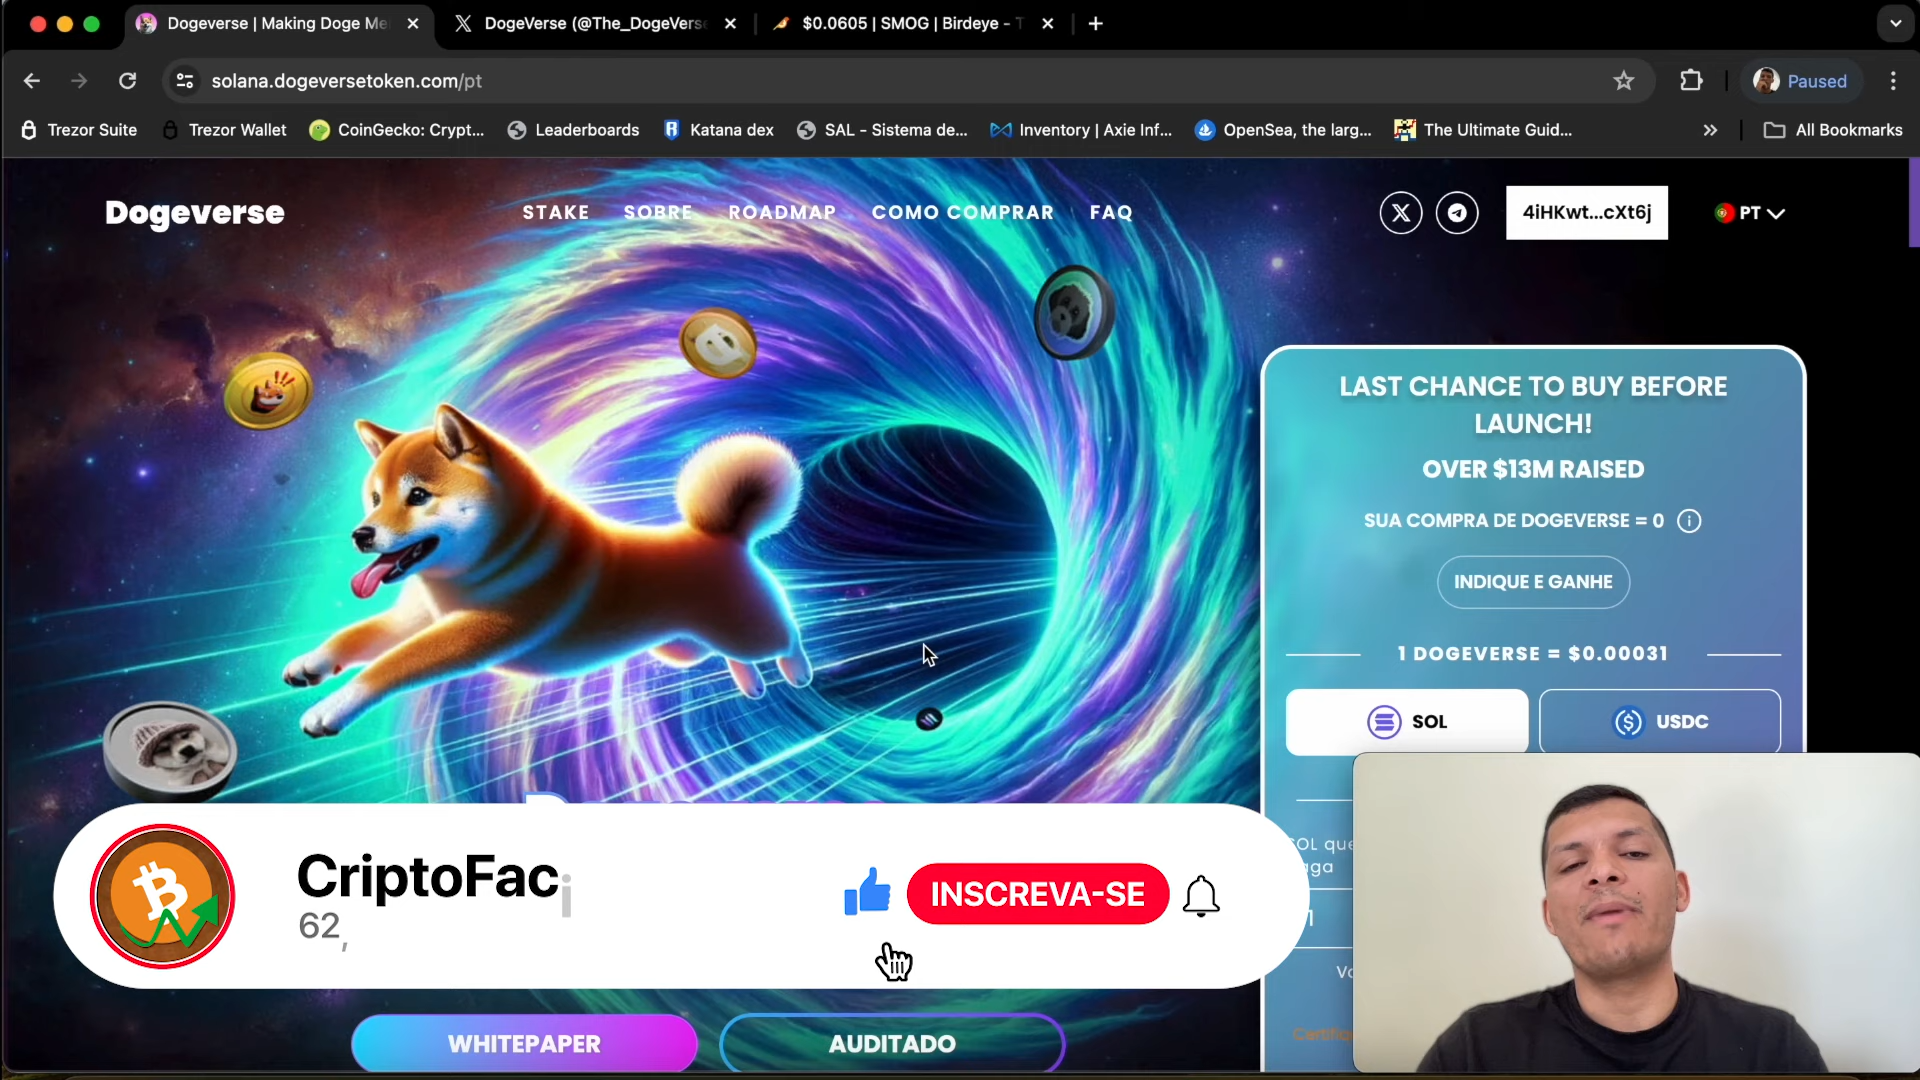 Dogeverse | Making Doge Me
DogeVerse (@The_DogeVers
$0.0605 | SMOG | Birdeye -
solana.dogeversetoken.com/pt
Paused
Trezor Suite
Trezor Wallet
CoinGecko: Crypt...
Leaderboards
Katana dex
SAL - Sistema de...
Inventory | Axie Inf...
OpenSea, the larg...
The Ultimate Guid...
All Bookmarks
Dogeverse
STAKE
SOBRE
ROADMAP
COMO COMPRAR
FAQ
4iHKwt...cXt6j
PT
LAST CHANCE TO BUY BEFORE
LAUNCH!
OVER $13M RAISED
SUA COMPRA DE DOGEVERSE = 0
INDIQUE E GANHE
1 DOGEVERSE = $0.00031
SOL
USDC
CriptoFaci
62,
INSCREVA-SE
1
WHITEPAPER
AUDITADO